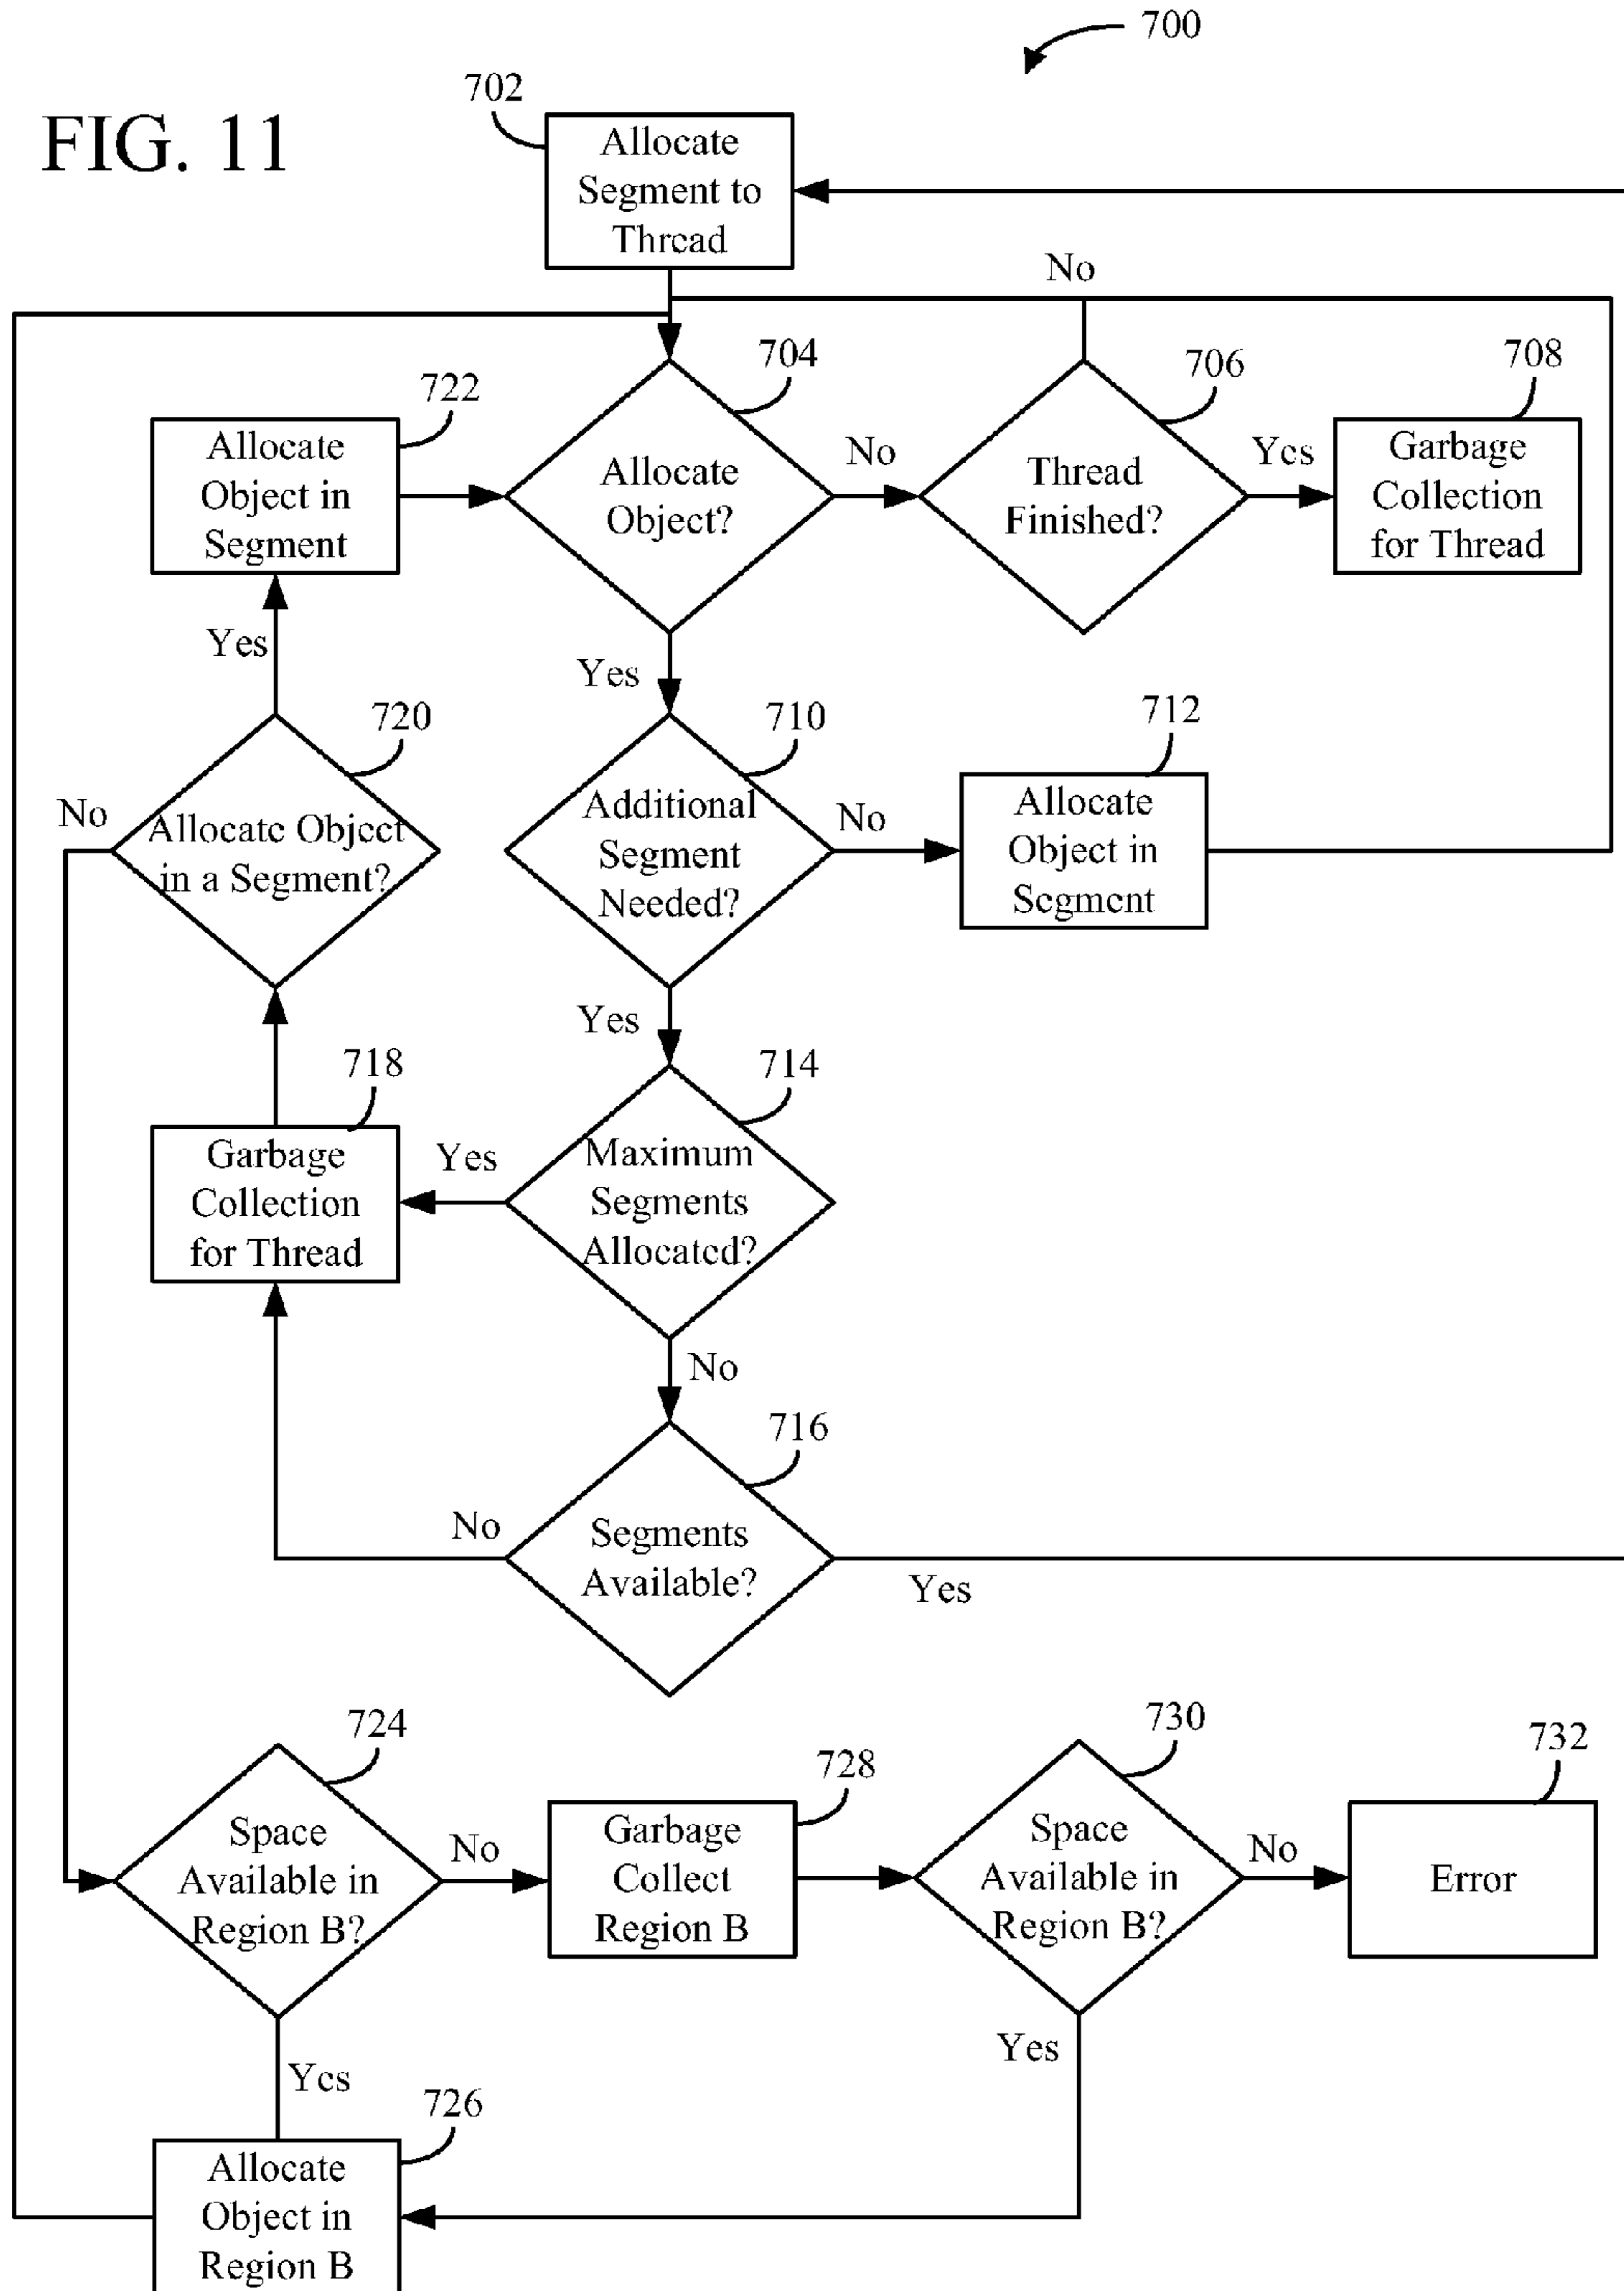 700
702
FIG. 11
Allocate
Segment to
Thread
No
704
706
708
722
Allocate
Object in
Segment
Allocate
Object?
No
Thread
Finished?
Yes
Garbage
Collection
for Thread
Yes
Yes
720
710
712
No
Allocate Object
in a Segment?
Additional
Segment
Needed?
No
Allocate
Object in
Segment
Yes
718
714
Garbage
Collection
for Thread
Yes
Maximum
Segments
Allocated?
No
716
No
Segments
Available?
Yes
724
728
730
732
Space
Available in
Region B?
No
Garbage
Collect
Region B
Space
Available in
Region B?
No
Error
Yes
Yes
726
Allocate
Object in
Region B